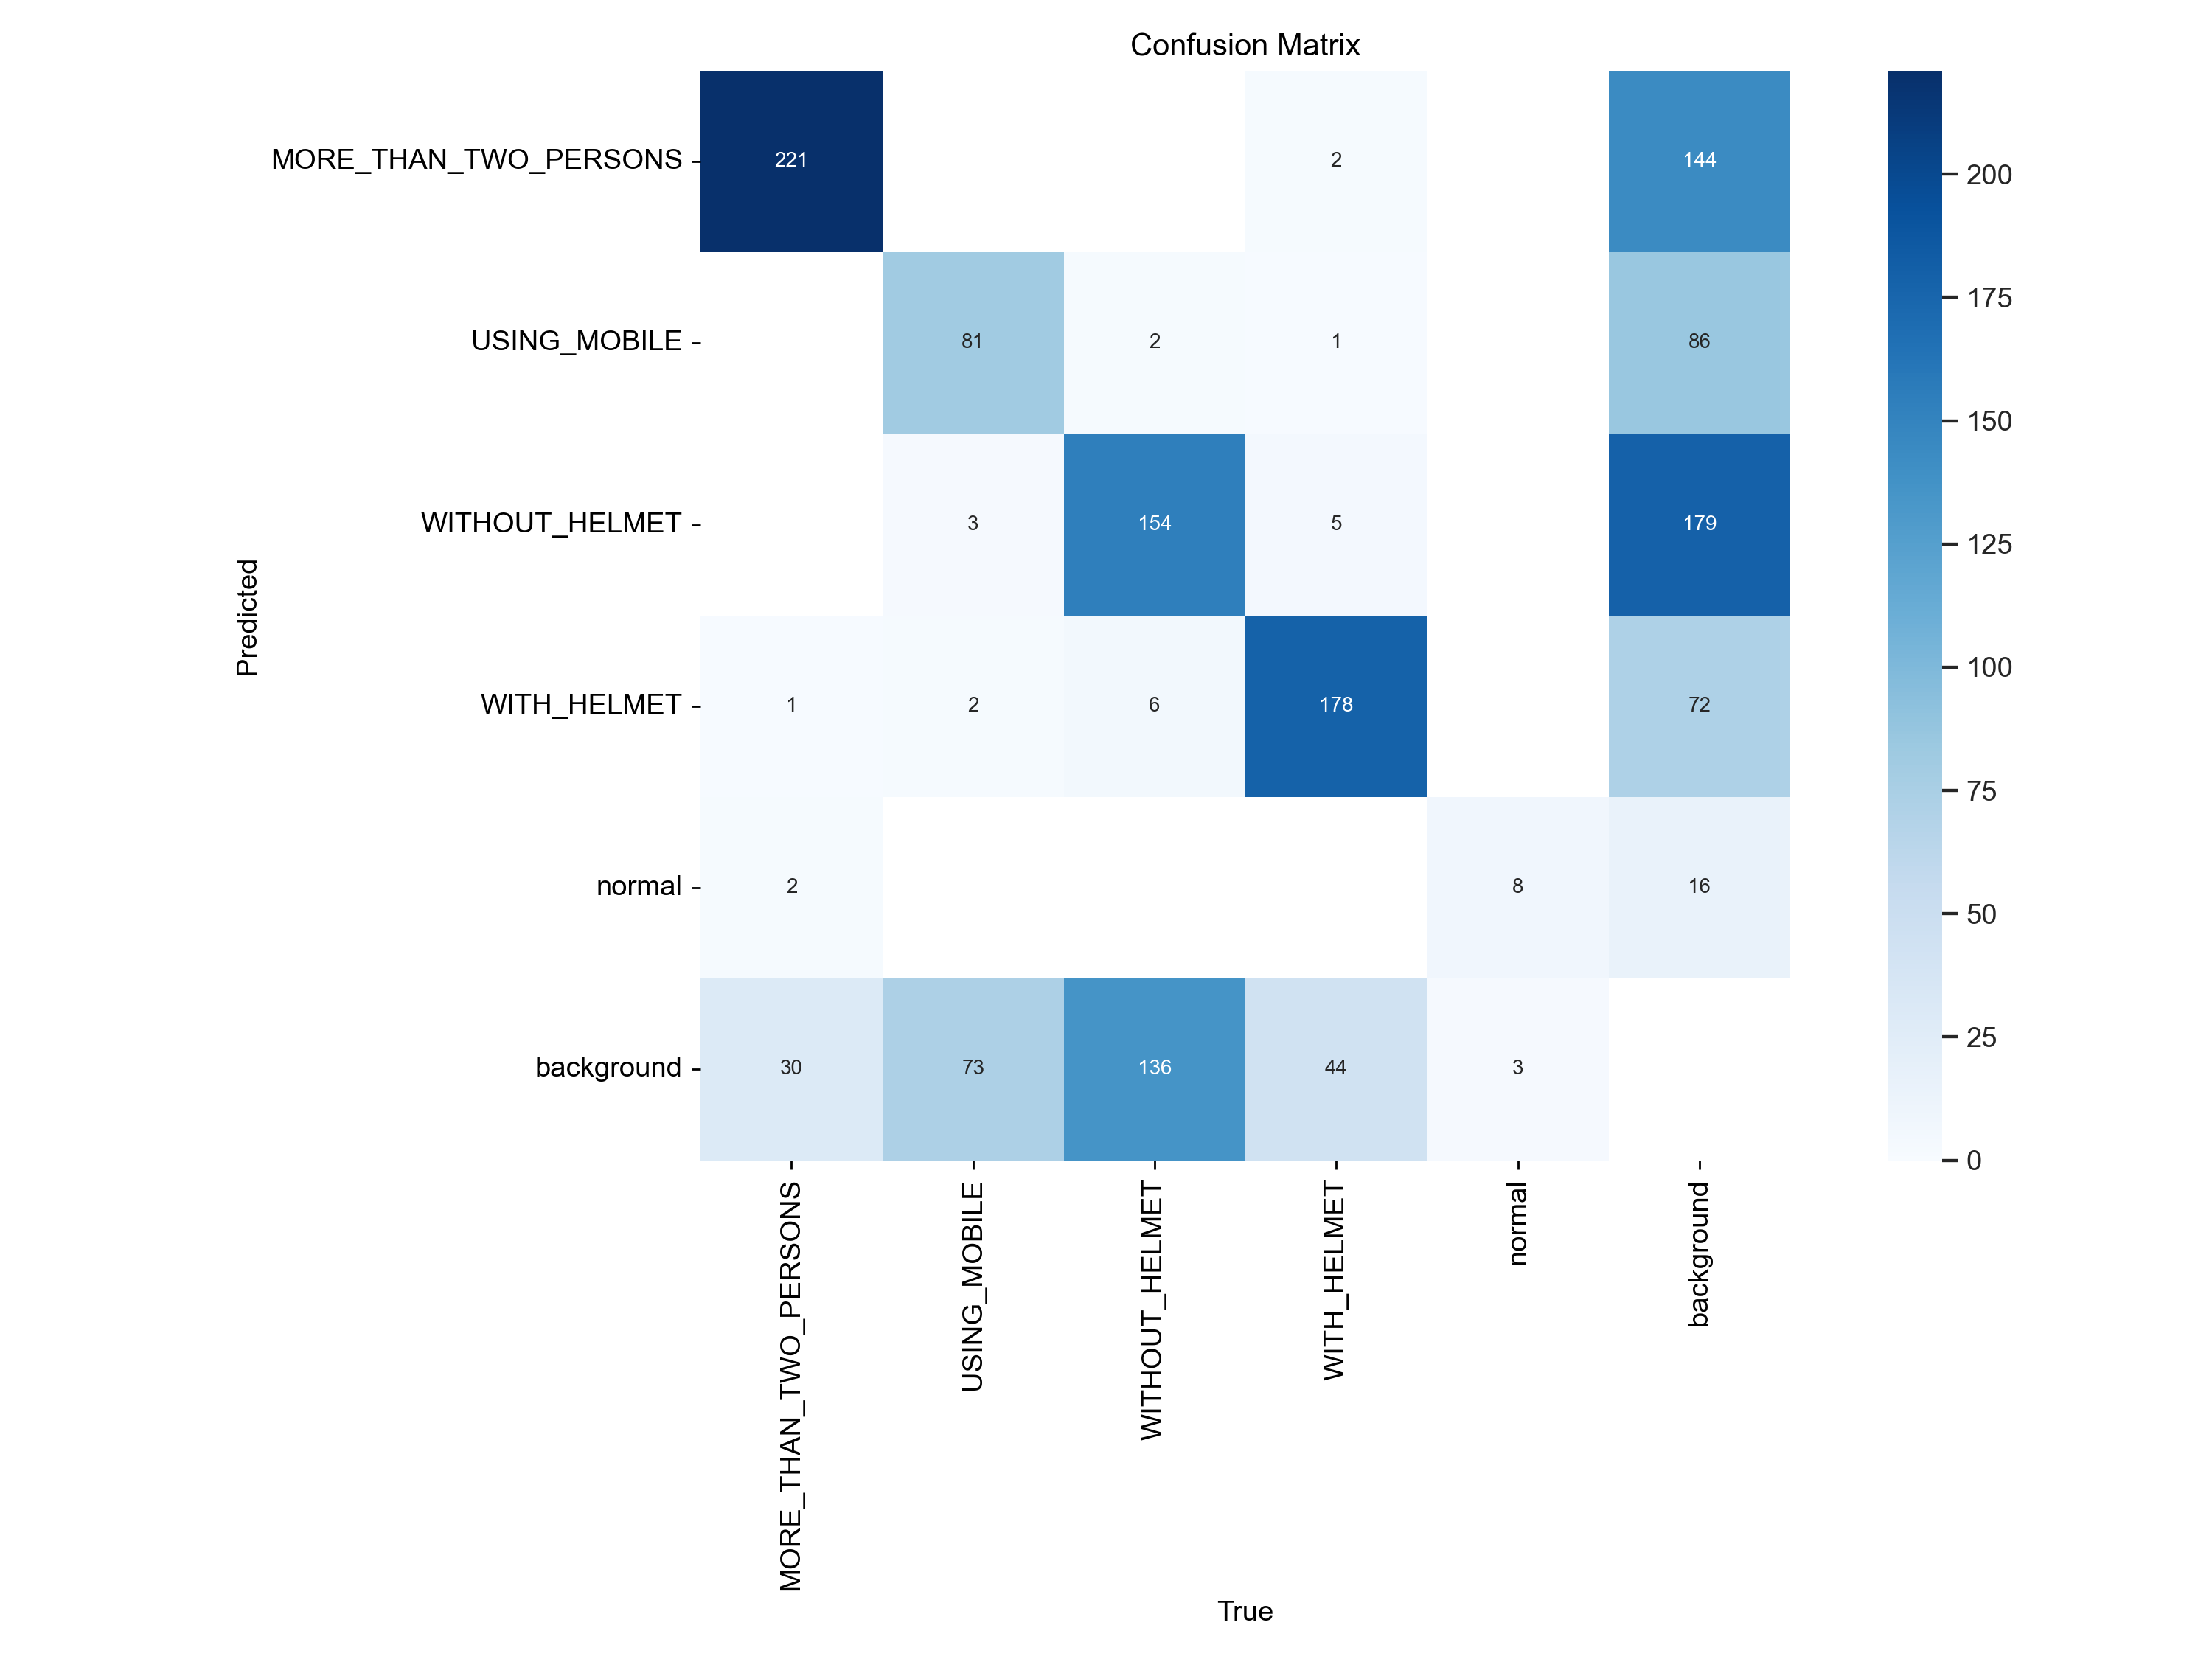 Confusion Matrix
MORE_THAN_TWO_PERSONS 221 2 144
USING_MOBILE 81 2 1 86
WITHOUT_HELMET 3 154 5 179
WITH_HELMET 1 2 6 178 72
normal 2 8 16
background 30 73 136 44 3
Predicted
MORE_THAN_TWO_PERSONS
USING_MOBILE
WITHOUT_HELMET
WITH_HELMET
normal
background
True
200
175
150
125
100
75
50
25
0